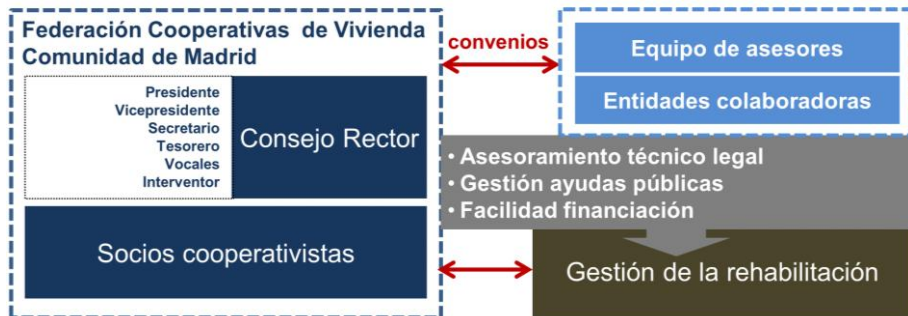 Federación Cooperativas de Vivienda
Comunidad de Madrid
Presidente
Vicepresidente
Secretario
Tesorero
Vocales
Interventor
Consejo Rector
Socios cooperativistas
convenios
Equipo de asesores
Entidades colaboradoras
• Asesoramiento técnico legal
• Gestión ayudas públicas
• Facilidad financiación
Gestión de la rehabilitación